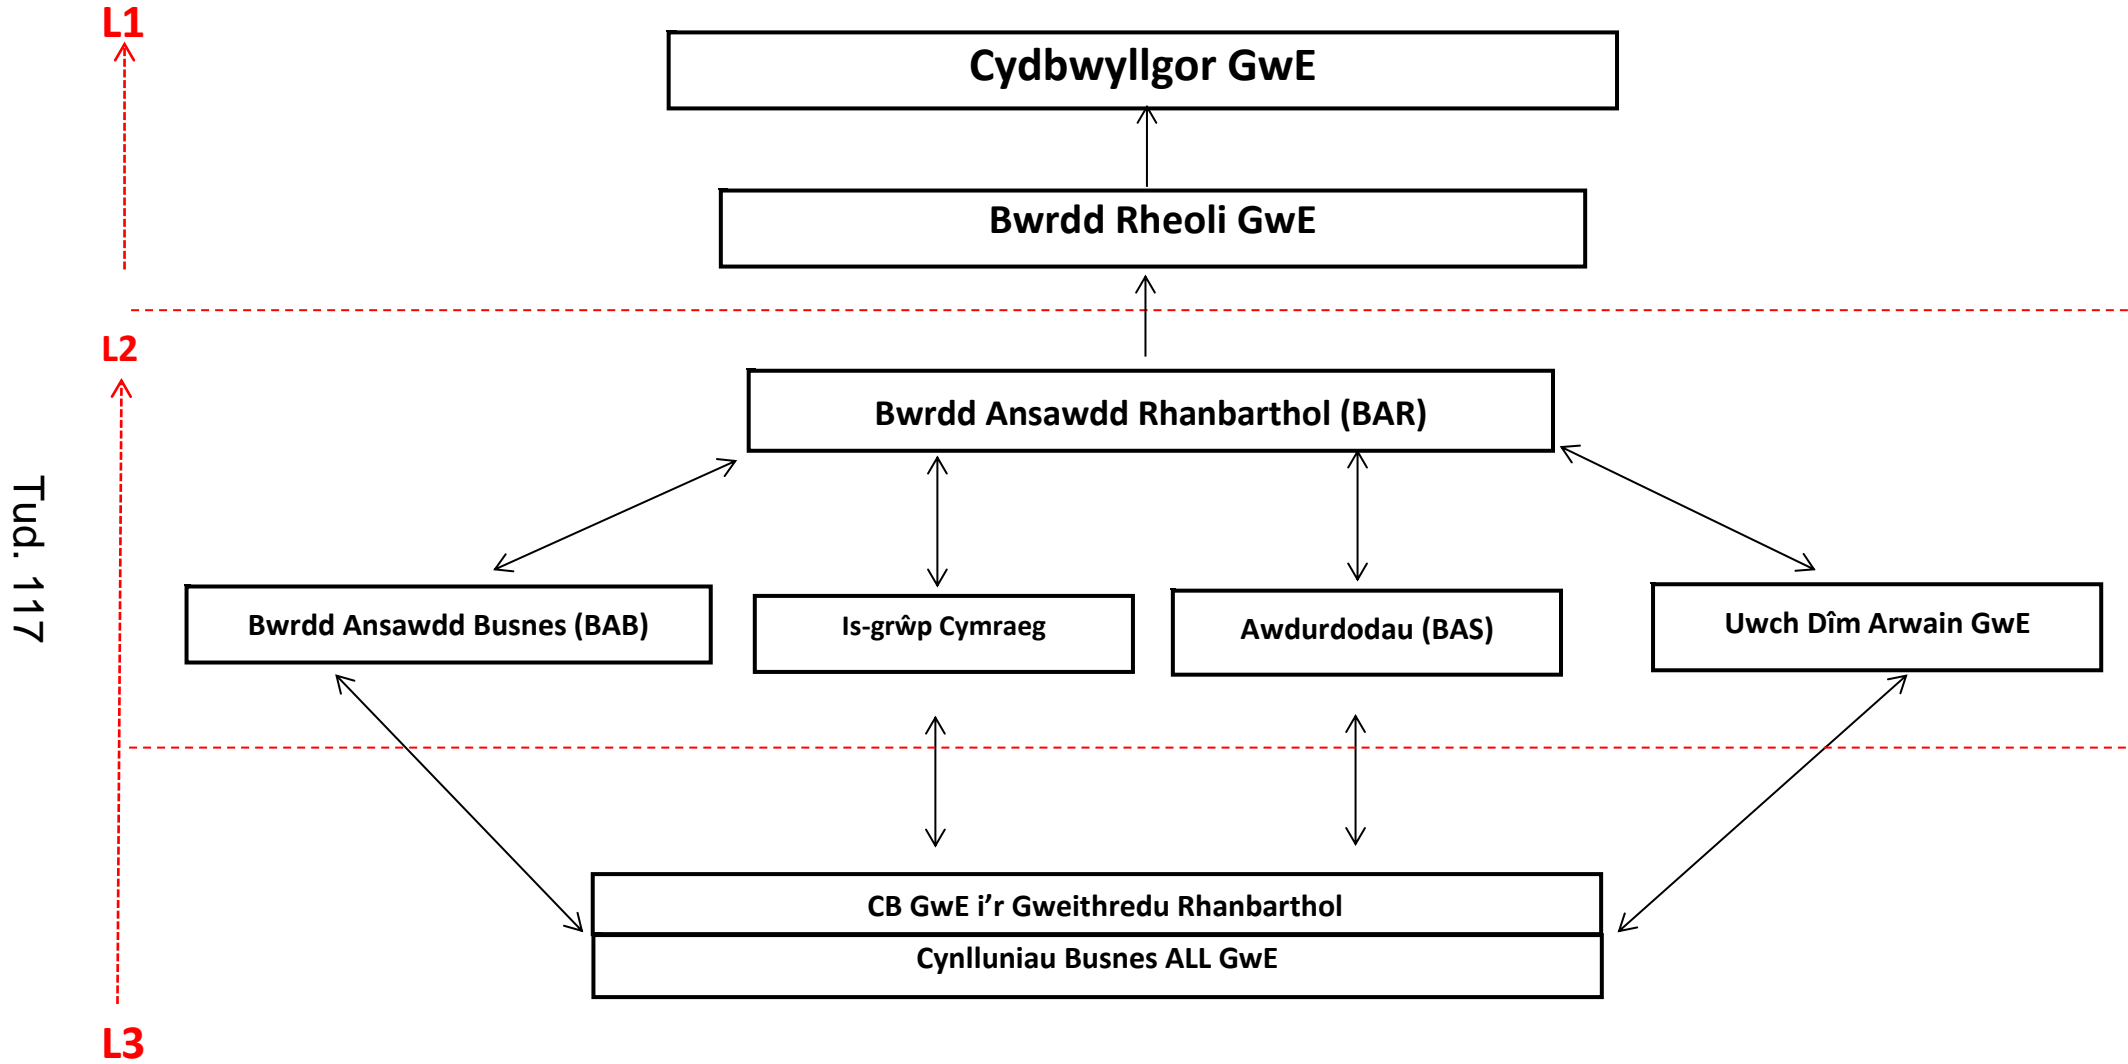 L1
Cydbwyllgor GwE
Bwrdd Rheoli GwE
L2
Bwrdd Ansawdd Rhanbarthol (BAR)
Bwrdd Ansawdd Busnes (BAB)
Is-grŵp Cymraeg
Awdurdodau (BAS)
Uwch Dîm Arwain GwE
CB GwE i’r Gweithredu Rhanbarthol
Cynlluniau Busnes ALL GwE
L3
Tud. 117